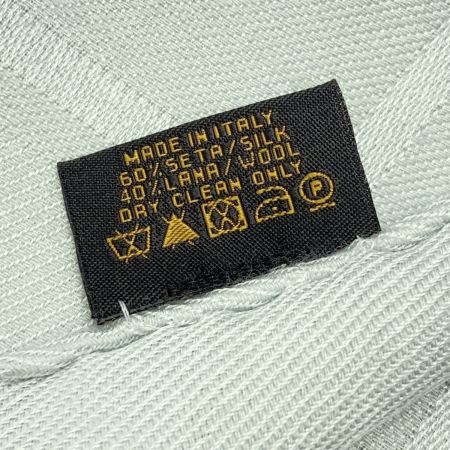 MADE IN ITALY
60%SETA/SILK
40%LANA/WOOL
DRY CLEAN ONLY
P